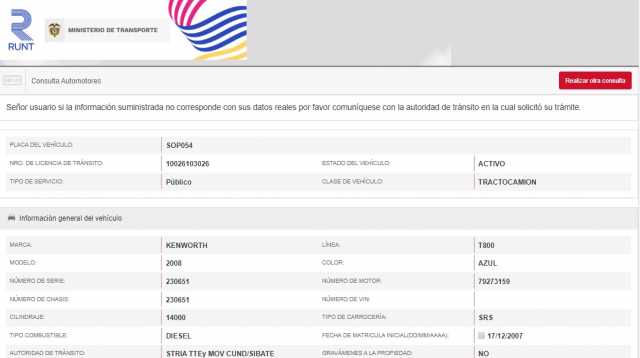 RUNT
MINISTERIO DE TRANSPORTE
Consulta Automotores
Realizar otra consulta
Señor usuario si la información suministrada no corresponde con sus datos reales por favor comuníquese con la autoridad de tránsito en la cual solicitó su trámite.
PLACA DEL VEHÍCULO: SOP054
NRO. DE LICENCIA DE TRÁNSITO: 10026103026 ESTADO DEL VEHÍCULO: ACTIVO
TIPO DE SERVICIO: Público CLASE DE VEHÍCULO: TRACTOCAMION
Información general del vehículo
MARCA: KENWORTH LÍNEA: T800
MODELO: 2008 COLOR: AZUL
NÚMERO DE SERIE: 230651 NÚMERO DE MOTOR: 79273159
NÚMERO DE CHASIS: 230651 NÚMERO DE VIN:
CILINDRAJE: 14000 TIPO DE CARROCERÍA: SRS
TIPO COMBUSTIBLE: DIESEL FECHA DE MATRICULA INICIAL(DD/MM/AAAA): 17/12/2007
AUTORIDAD DE TRÁNSITO: STRIA TTEy MOV CUND/SIBATE GRAVÁMENES A LA PROPIEDAD: NO